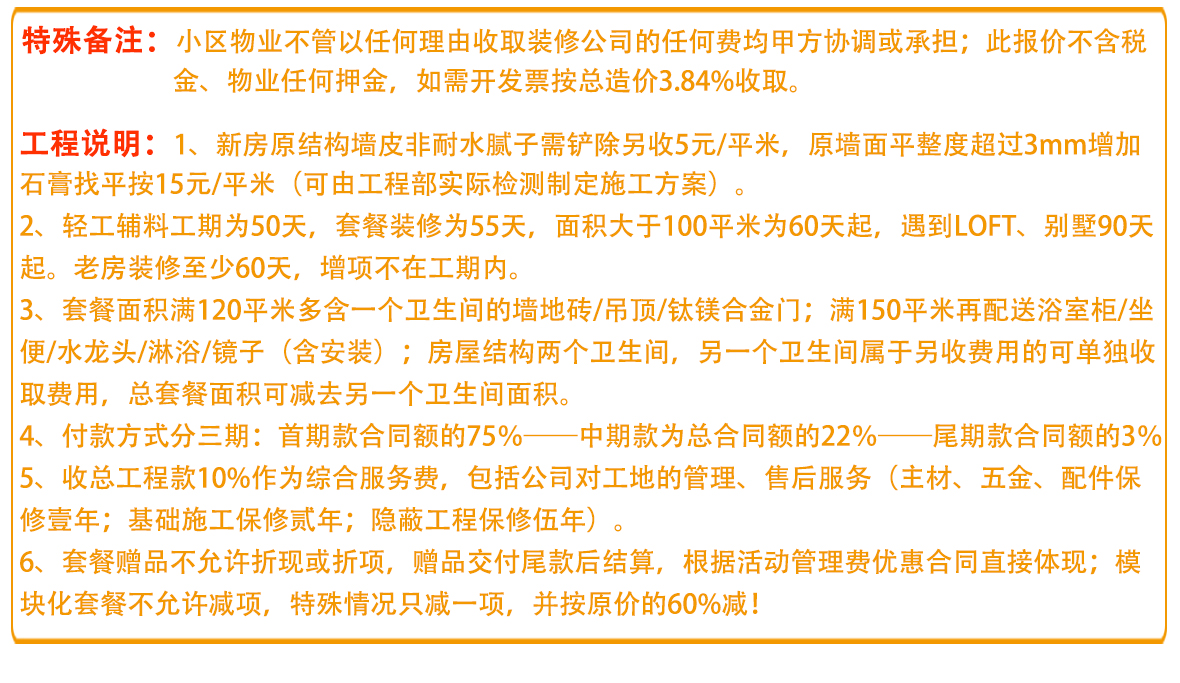 特殊备注：小区物业不管以任何理由收取装修公司的任何费均甲方协调或承担；此报价不含税
金、物业任何押金，如需开发票按总造价3.84%收取。
工程说明：1、新房原结构墙皮非耐水腻子需铲除另收5元/平米，原墙面平整度超过3mm增加
石膏找平按15元/平米（可由工程部实际检测制定施工方案）。
2、轻工辅料工期为50天，套餐装修为55天，面积大于100平米为60天起，遇到LOFT、别墅90天
起。老房装修至少60天，增项不在工期内。
3、套餐面积满120平米多含一个卫生间的墙地砖/吊顶/钛镁合金门；满150平米再配送浴室柜/坐
便/水龙头/淋浴/镜子（含安装）；房屋结构两个卫生间，另一个卫生间属于另收费用的可单独收
取费用，总套餐面积可减去另一个卫生间面积。
4、付款方式分三期：首期款合同额的75%——中期款为总合同额的22%——尾期款合同额的3%
5、收总工程款10%作为综合服务费，包括公司对工地的管理、售后服务（主材、五金、配件保
修壹年；基础施工保修贰年；隐蔽工程保修伍年）。
6、套餐赠品不允许折现或折项，赠品交付尾款后结算，根据活动管理费优惠合同直接体现；模
块化套餐不允许减项，特殊情况只减一项，并按原价的60%减！